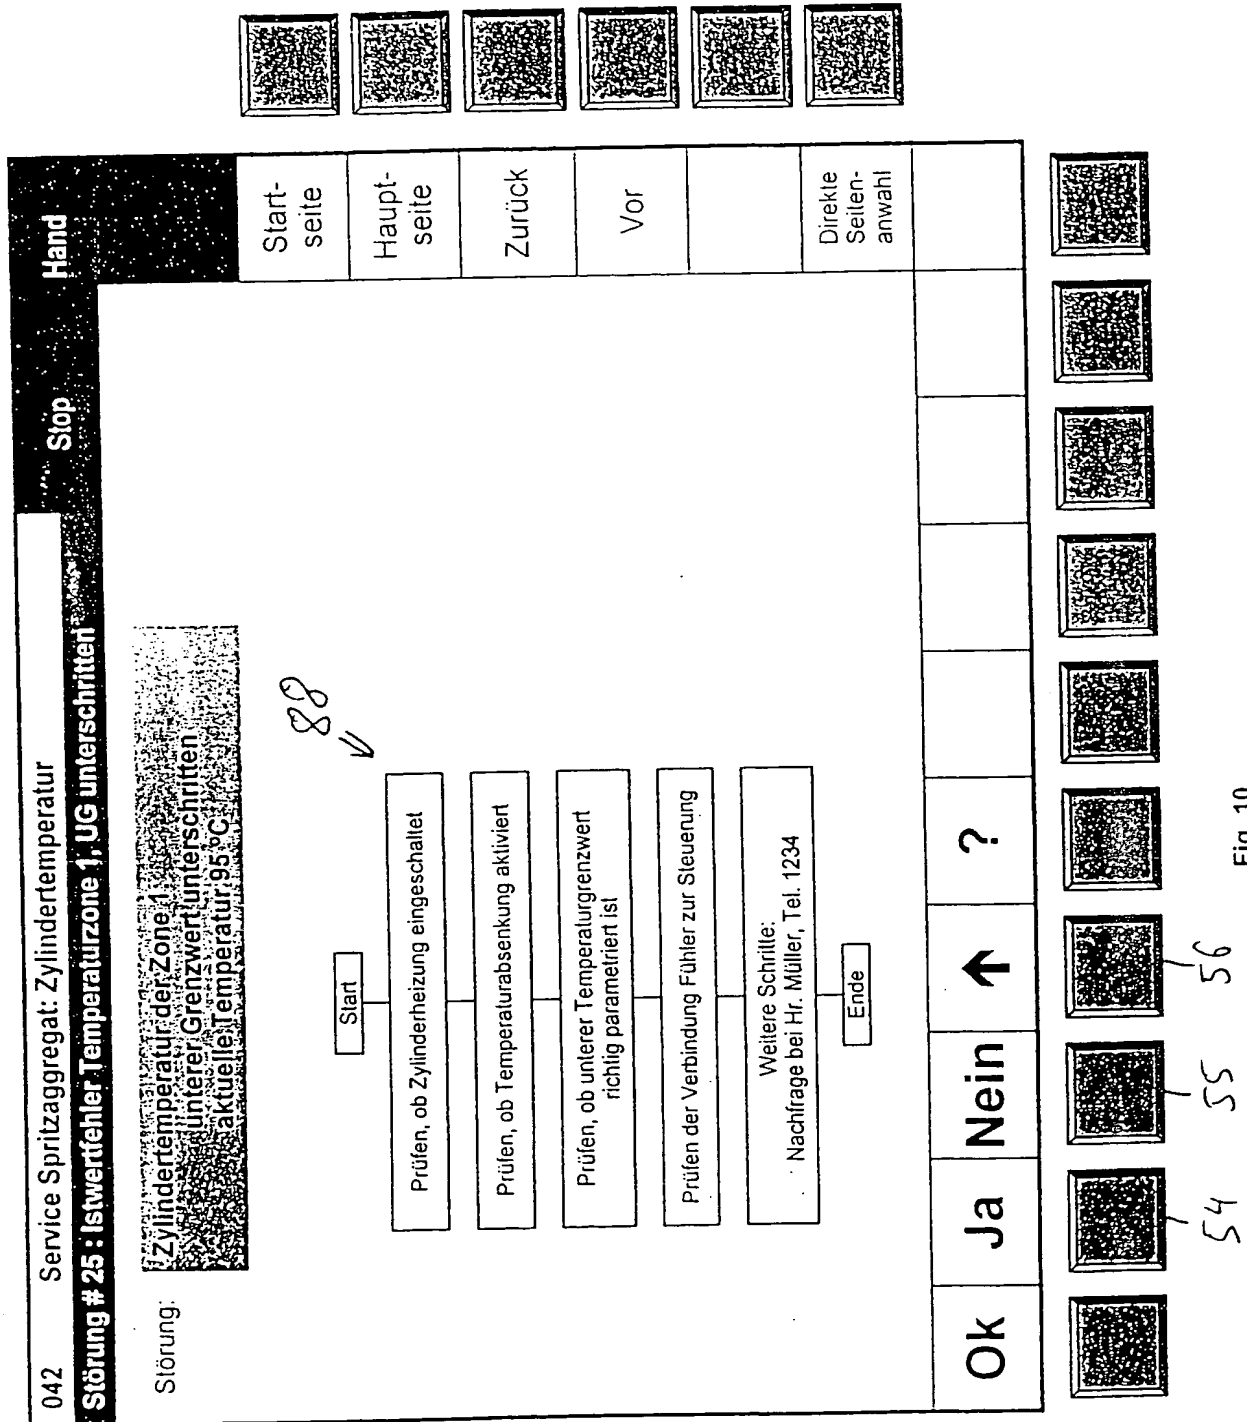 042 Service Spritzaggregat: Zylindertemperatur
Stop Hand
Störung # 25 : Istwertfehler Temperaturzone 1, UG unterschritten
Störung:
Zylindertemperatur der Zone 1
unterer Grenzwert unterschritten
aktuelle Temperatur 95 °C
88
Start
Prüfen, ob Zylinderheizung eingeschaltet
Prüfen, ob Temperaturabsenkung aktiviert
Prüfen, ob unterer Temperaturgrenzwert
richtig parametriert ist
Prüfen der Verbindung Fühler zur Steuerung
Weitere Schritte:
Nachfrage bei Hr. Müller, Tel. 1234
Ende
Start-
seite
Haupt-
seite
Zurück
Vor
Direkte
Seiten-
anwahl
Ok Ja Nein ↑ ?
54 55 56
Fig. 10